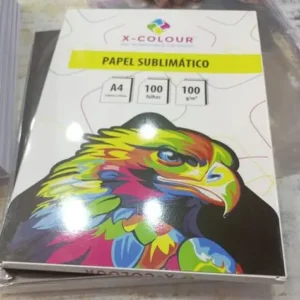 X-COLOUR
PAPEL SUBLIMÁTICO
A4
100
folhas
100
g/m²